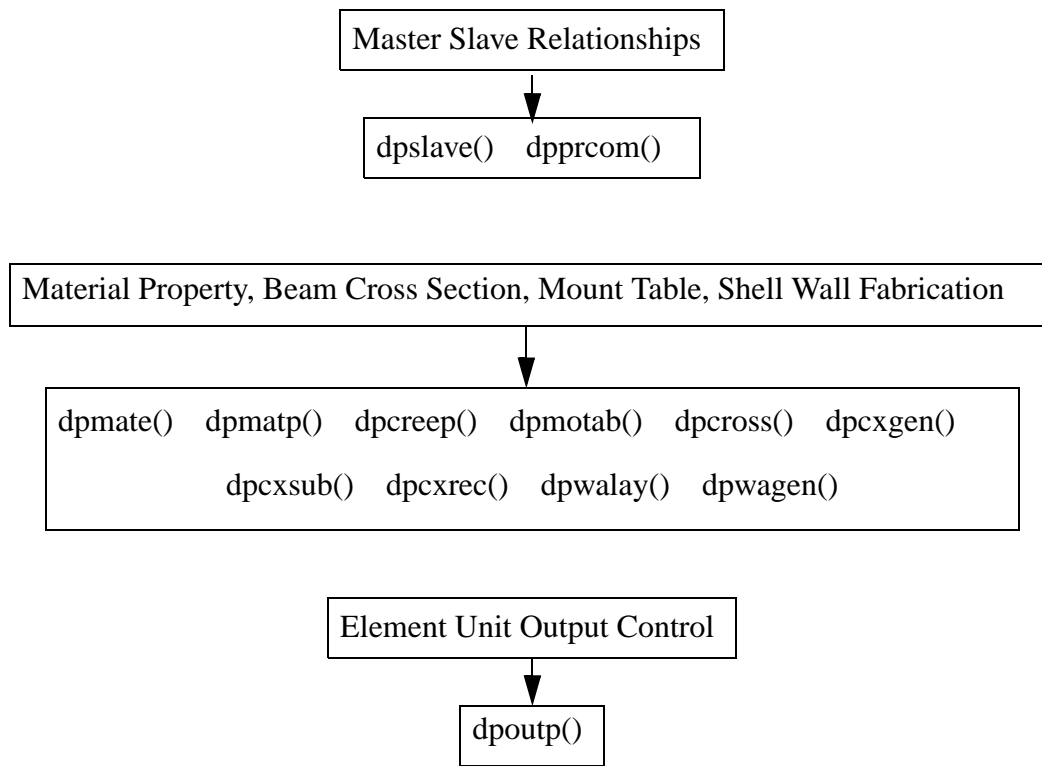 Master Slave Relationships
dpslave() dpprcom()
Material Property, Beam Cross Section, Mount Table, Shell Wall Fabrication
dpmate() dpmatp() dpcreep() dpmotab() dpcross() dpcxgen()
dpcxsub() dpcxrec() dpwalay() dpwagen()
Element Unit Output Control
dpoutp()